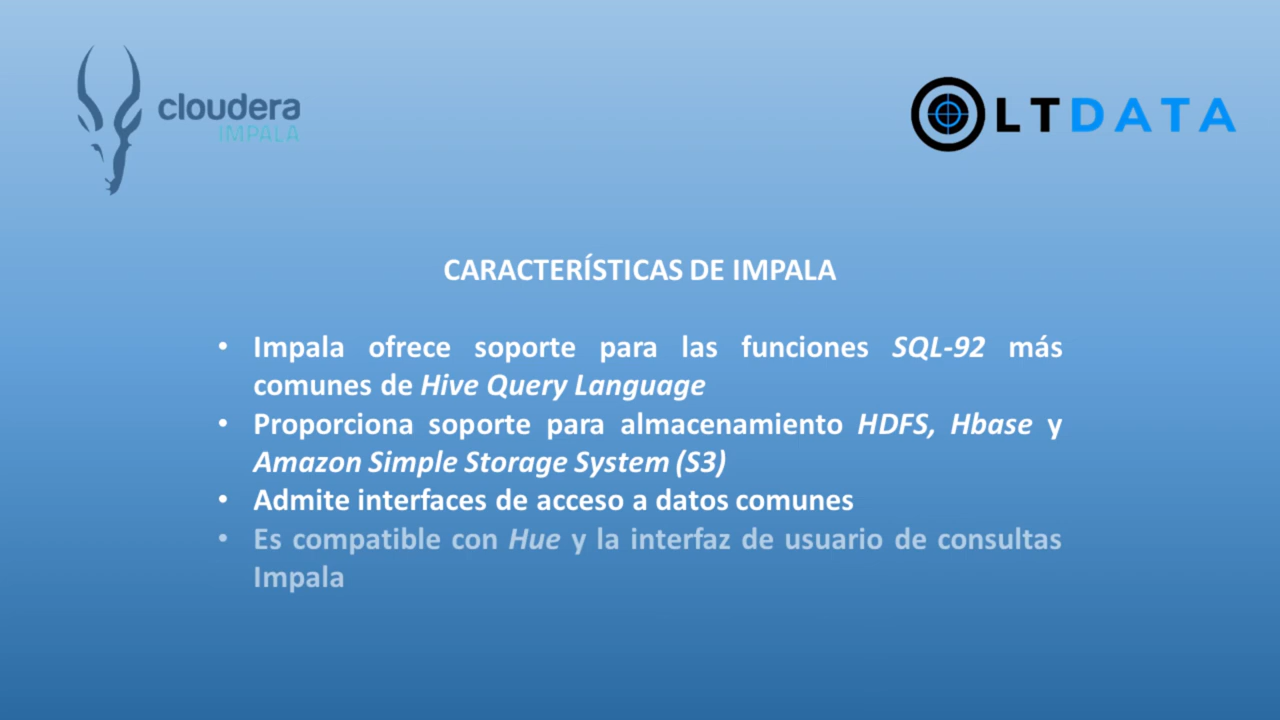 cloudera
IMPALA
LTDATA
CARACTERÍSTICAS DE IMPALA
• Impala ofrece soporte para las funciones SQL-92 más
comunes de Hive Query Language
• Proporciona soporte para almacenamiento HDFS, Hbase y
Amazon Simple Storage System (S3)
• Admite interfaces de acceso a datos comunes
• Es compatible con Hue y la interfaz de usuario de consultas
Impala